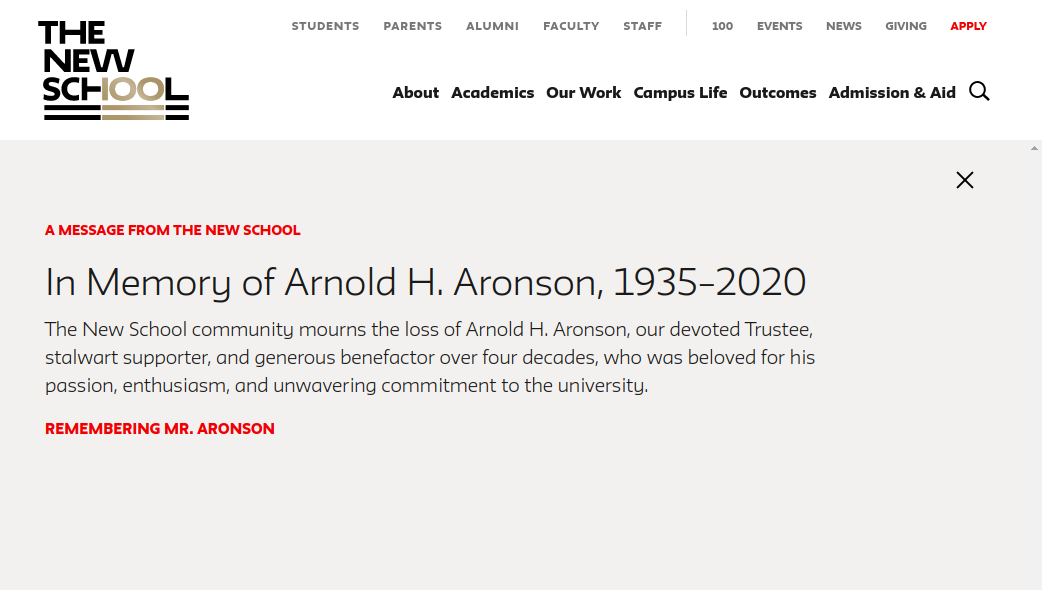 THE
NEW
SCHOOL
STUDENTS PARENTS ALUMNI FACULTY STAFF 100 EVENTS NEWS GIVING APPLY
About Academics Our Work Campus Life Outcomes Admission & Aid
A MESSAGE FROM THE NEW SCHOOL
In Memory of Arnold H. Aronson, 1935–2020
The New School community mourns the loss of Arnold H. Aronson, our devoted Trustee,
stalwart supporter, and generous benefactor over four decades, who was beloved for his
passion, enthusiasm, and unwavering commitment to the university.
REMEMBERING MR. ARONSON